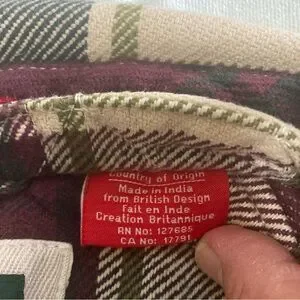 Country of Origin
Made in India
from British Design
Fait en Inde
Creation Britannique
RN No: 127685
CA No: 17791